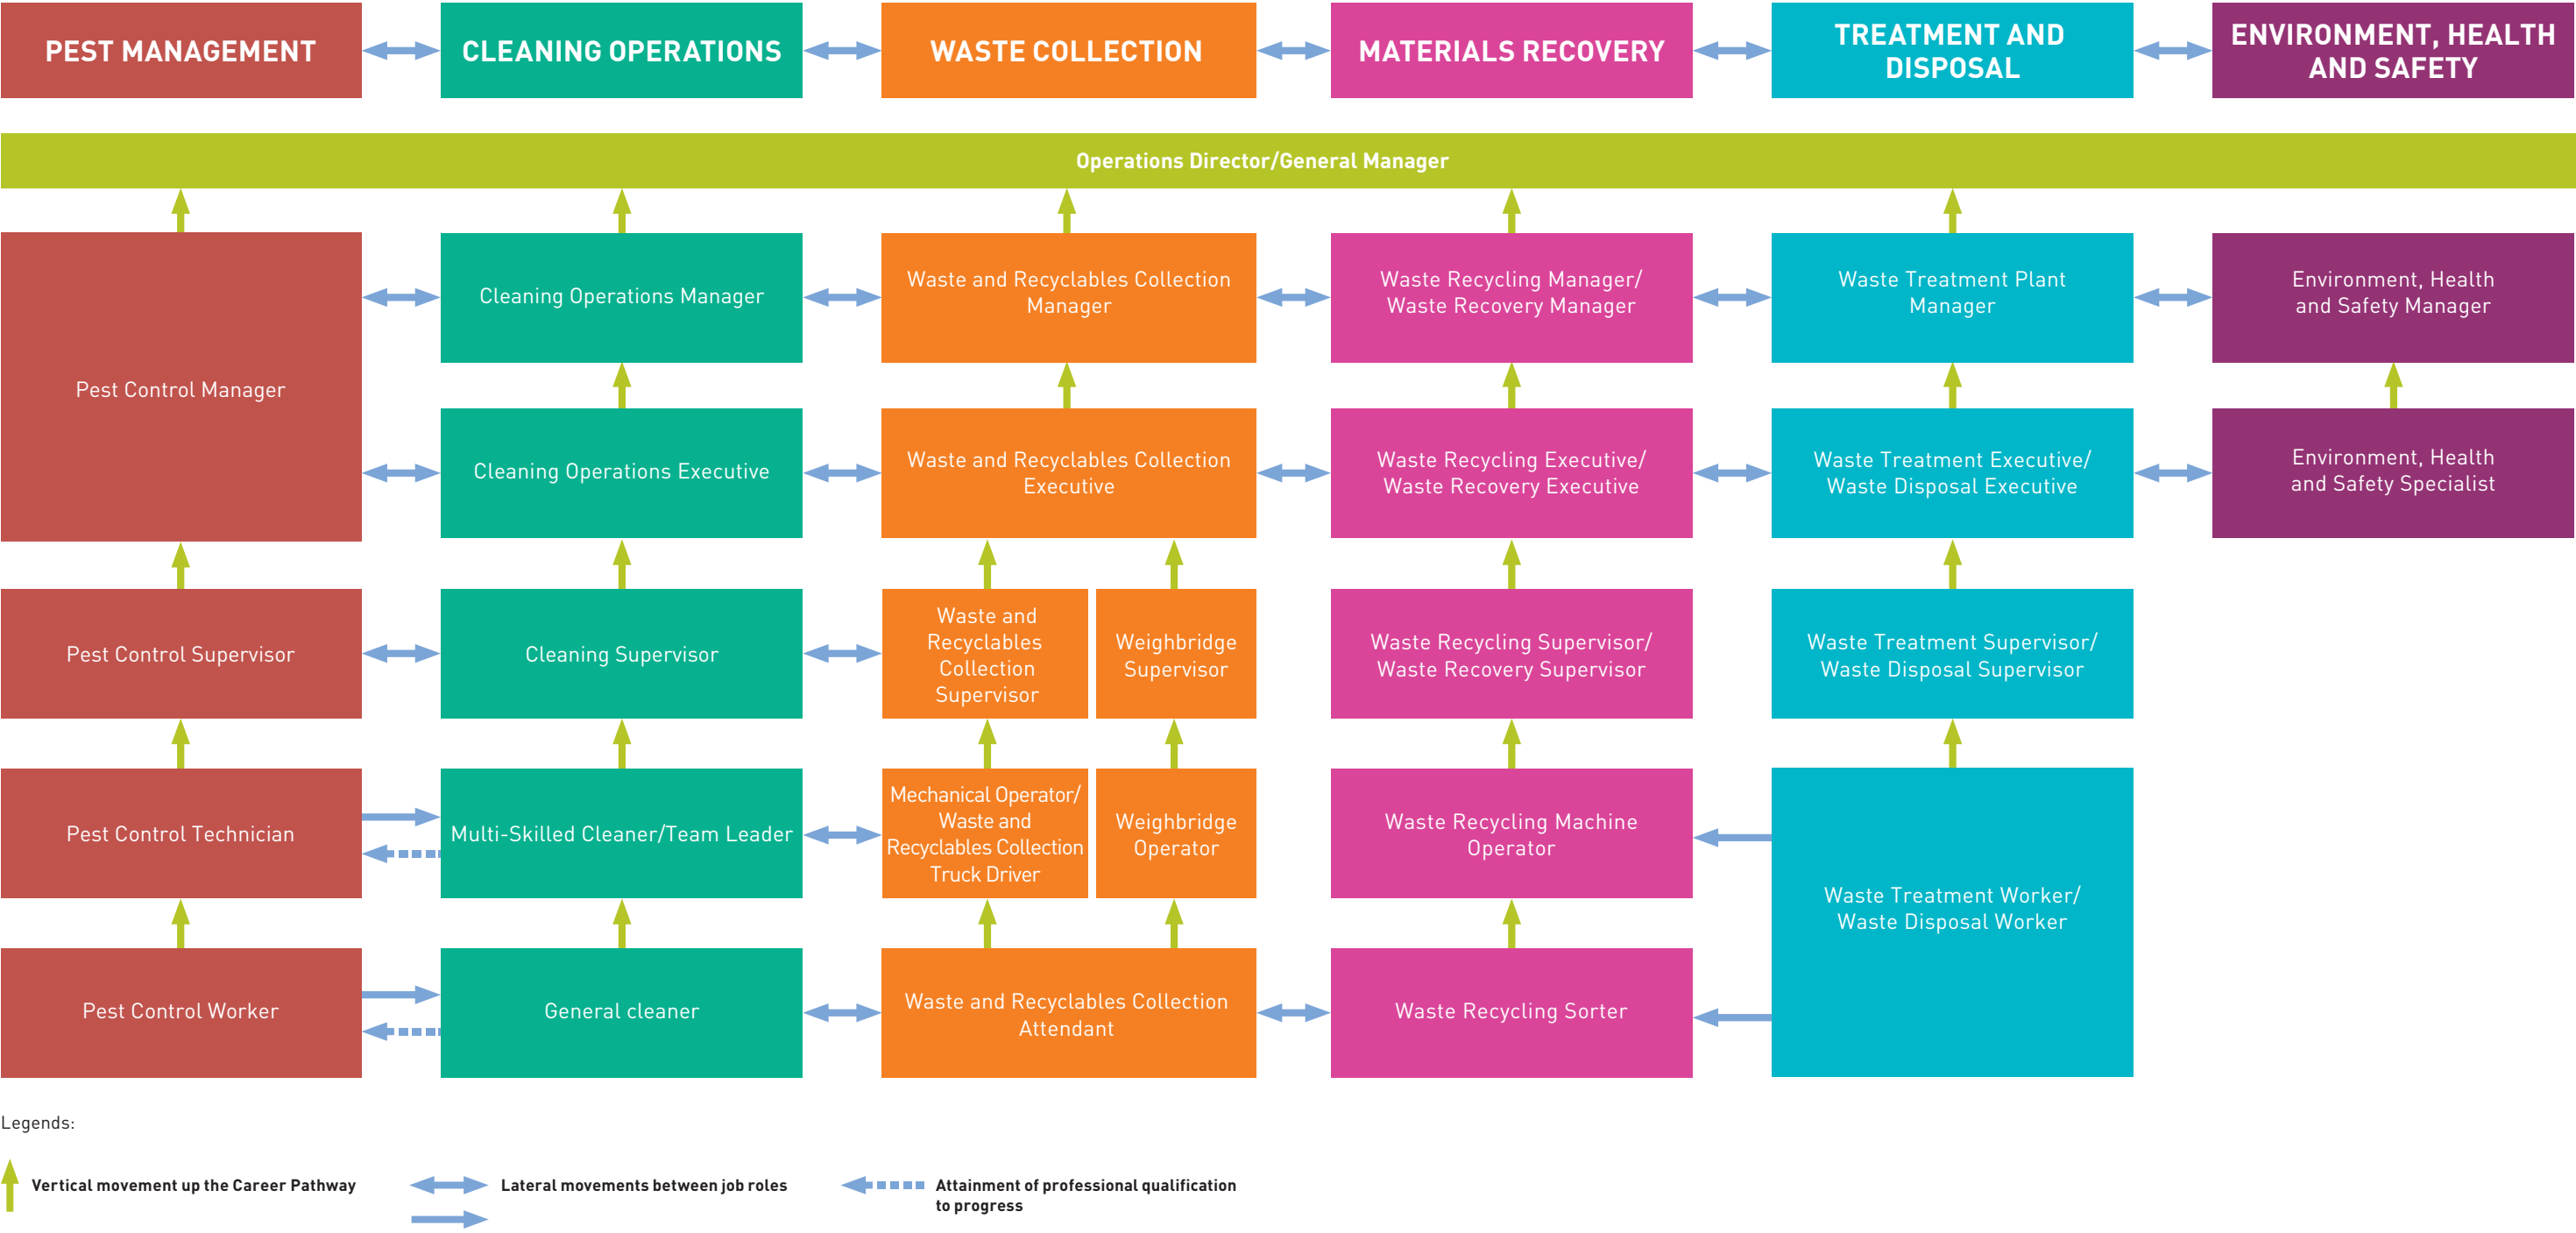 PEST MANAGEMENT
CLEANING OPERATIONS
WASTE COLLECTION
MATERIALS RECOVERY
TREATMENT AND
DISPOSAL
ENVIRONMENT, HEALTH
AND SAFETY
Operations Director/General Manager
Pest Control Manager
Cleaning Operations Manager
Waste and Recyclables Collection
Manager
Waste Recycling Manager/
Waste Recovery Manager
Waste Treatment Plant
Manager
Environment, Health
and Safety Manager
Cleaning Operations Executive
Waste and Recyclables Collection
Executive
Waste Recycling Executive/
Waste Recovery Executive
Waste Treatment Executive/
Waste Disposal Executive
Environment, Health
and Safety Specialist
Pest Control Supervisor
Cleaning Supervisor
Waste and
Recyclables
Collection
Supervisor
Weighbridge
Supervisor
Waste Recycling Supervisor/
Waste Recovery Supervisor
Waste Treatment Supervisor/
Waste Disposal Supervisor
Pest Control Technician
Multi-Skilled Cleaner/Team Leader
Mechanical Operator/
Waste and
Recyclables Collection
Truck Driver
Weighbridge
Operator
Waste Recycling Machine
Operator
Waste Treatment Worker/
Waste Disposal Worker
Pest Control Worker
General cleaner
Waste and Recyclables Collection
Attendant
Waste Recycling Sorter
Legends:
Vertical movement up the Career Pathway
Lateral movements between job roles
Attainment of professional qualification
to progress